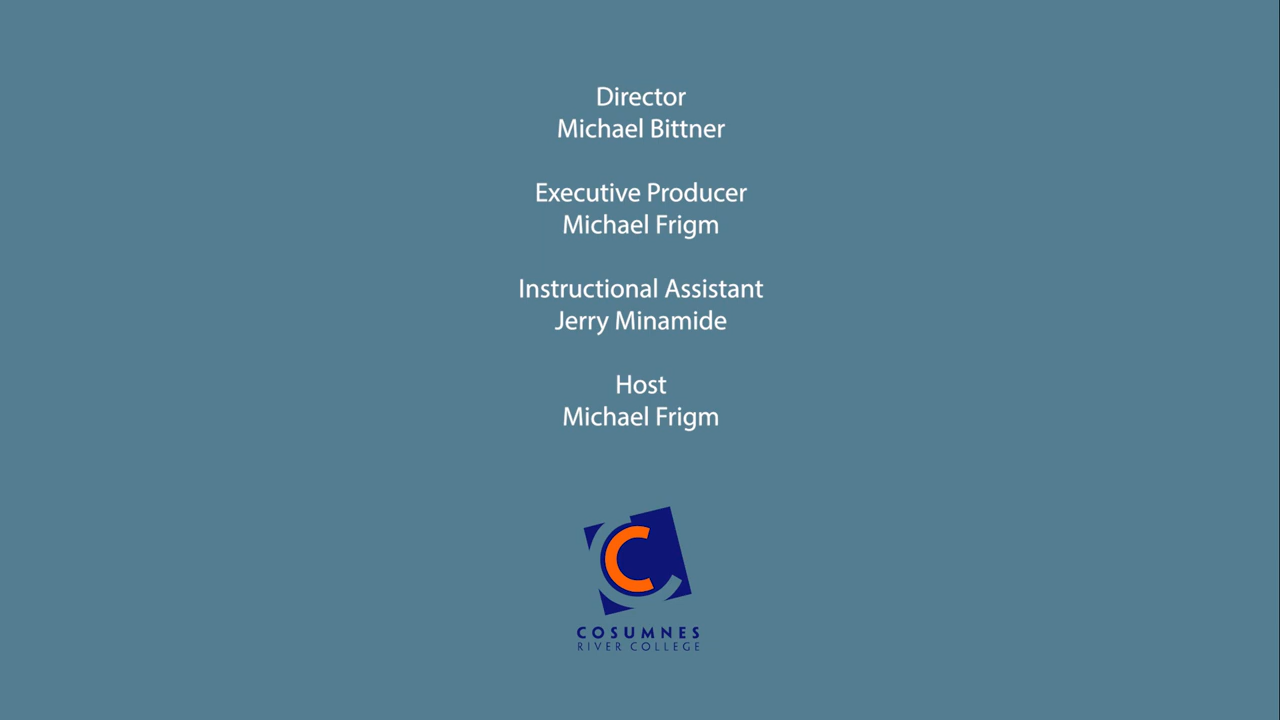 Director
Michael Bittner
Executive Producer
Michael Frigm
Instructional Assistant
Jerry Minamide
Host
Michael Frigm
C
COSUMNES
RIVER COLLEGE